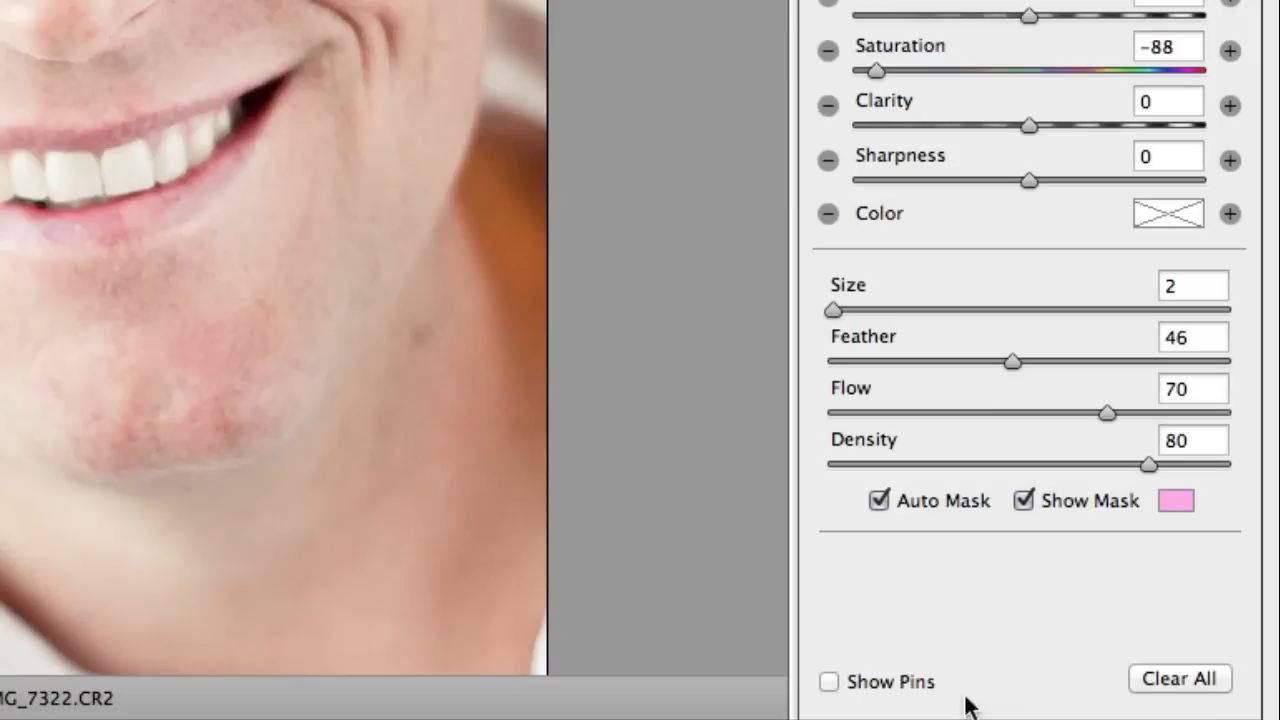 Saturation -88
Clarity 0
Sharpness 0
Color
Size 2
Feather 46
Flow 70
Density 80
Auto Mask Show Mask
Show Pins Clear All
MG_7322.CR2